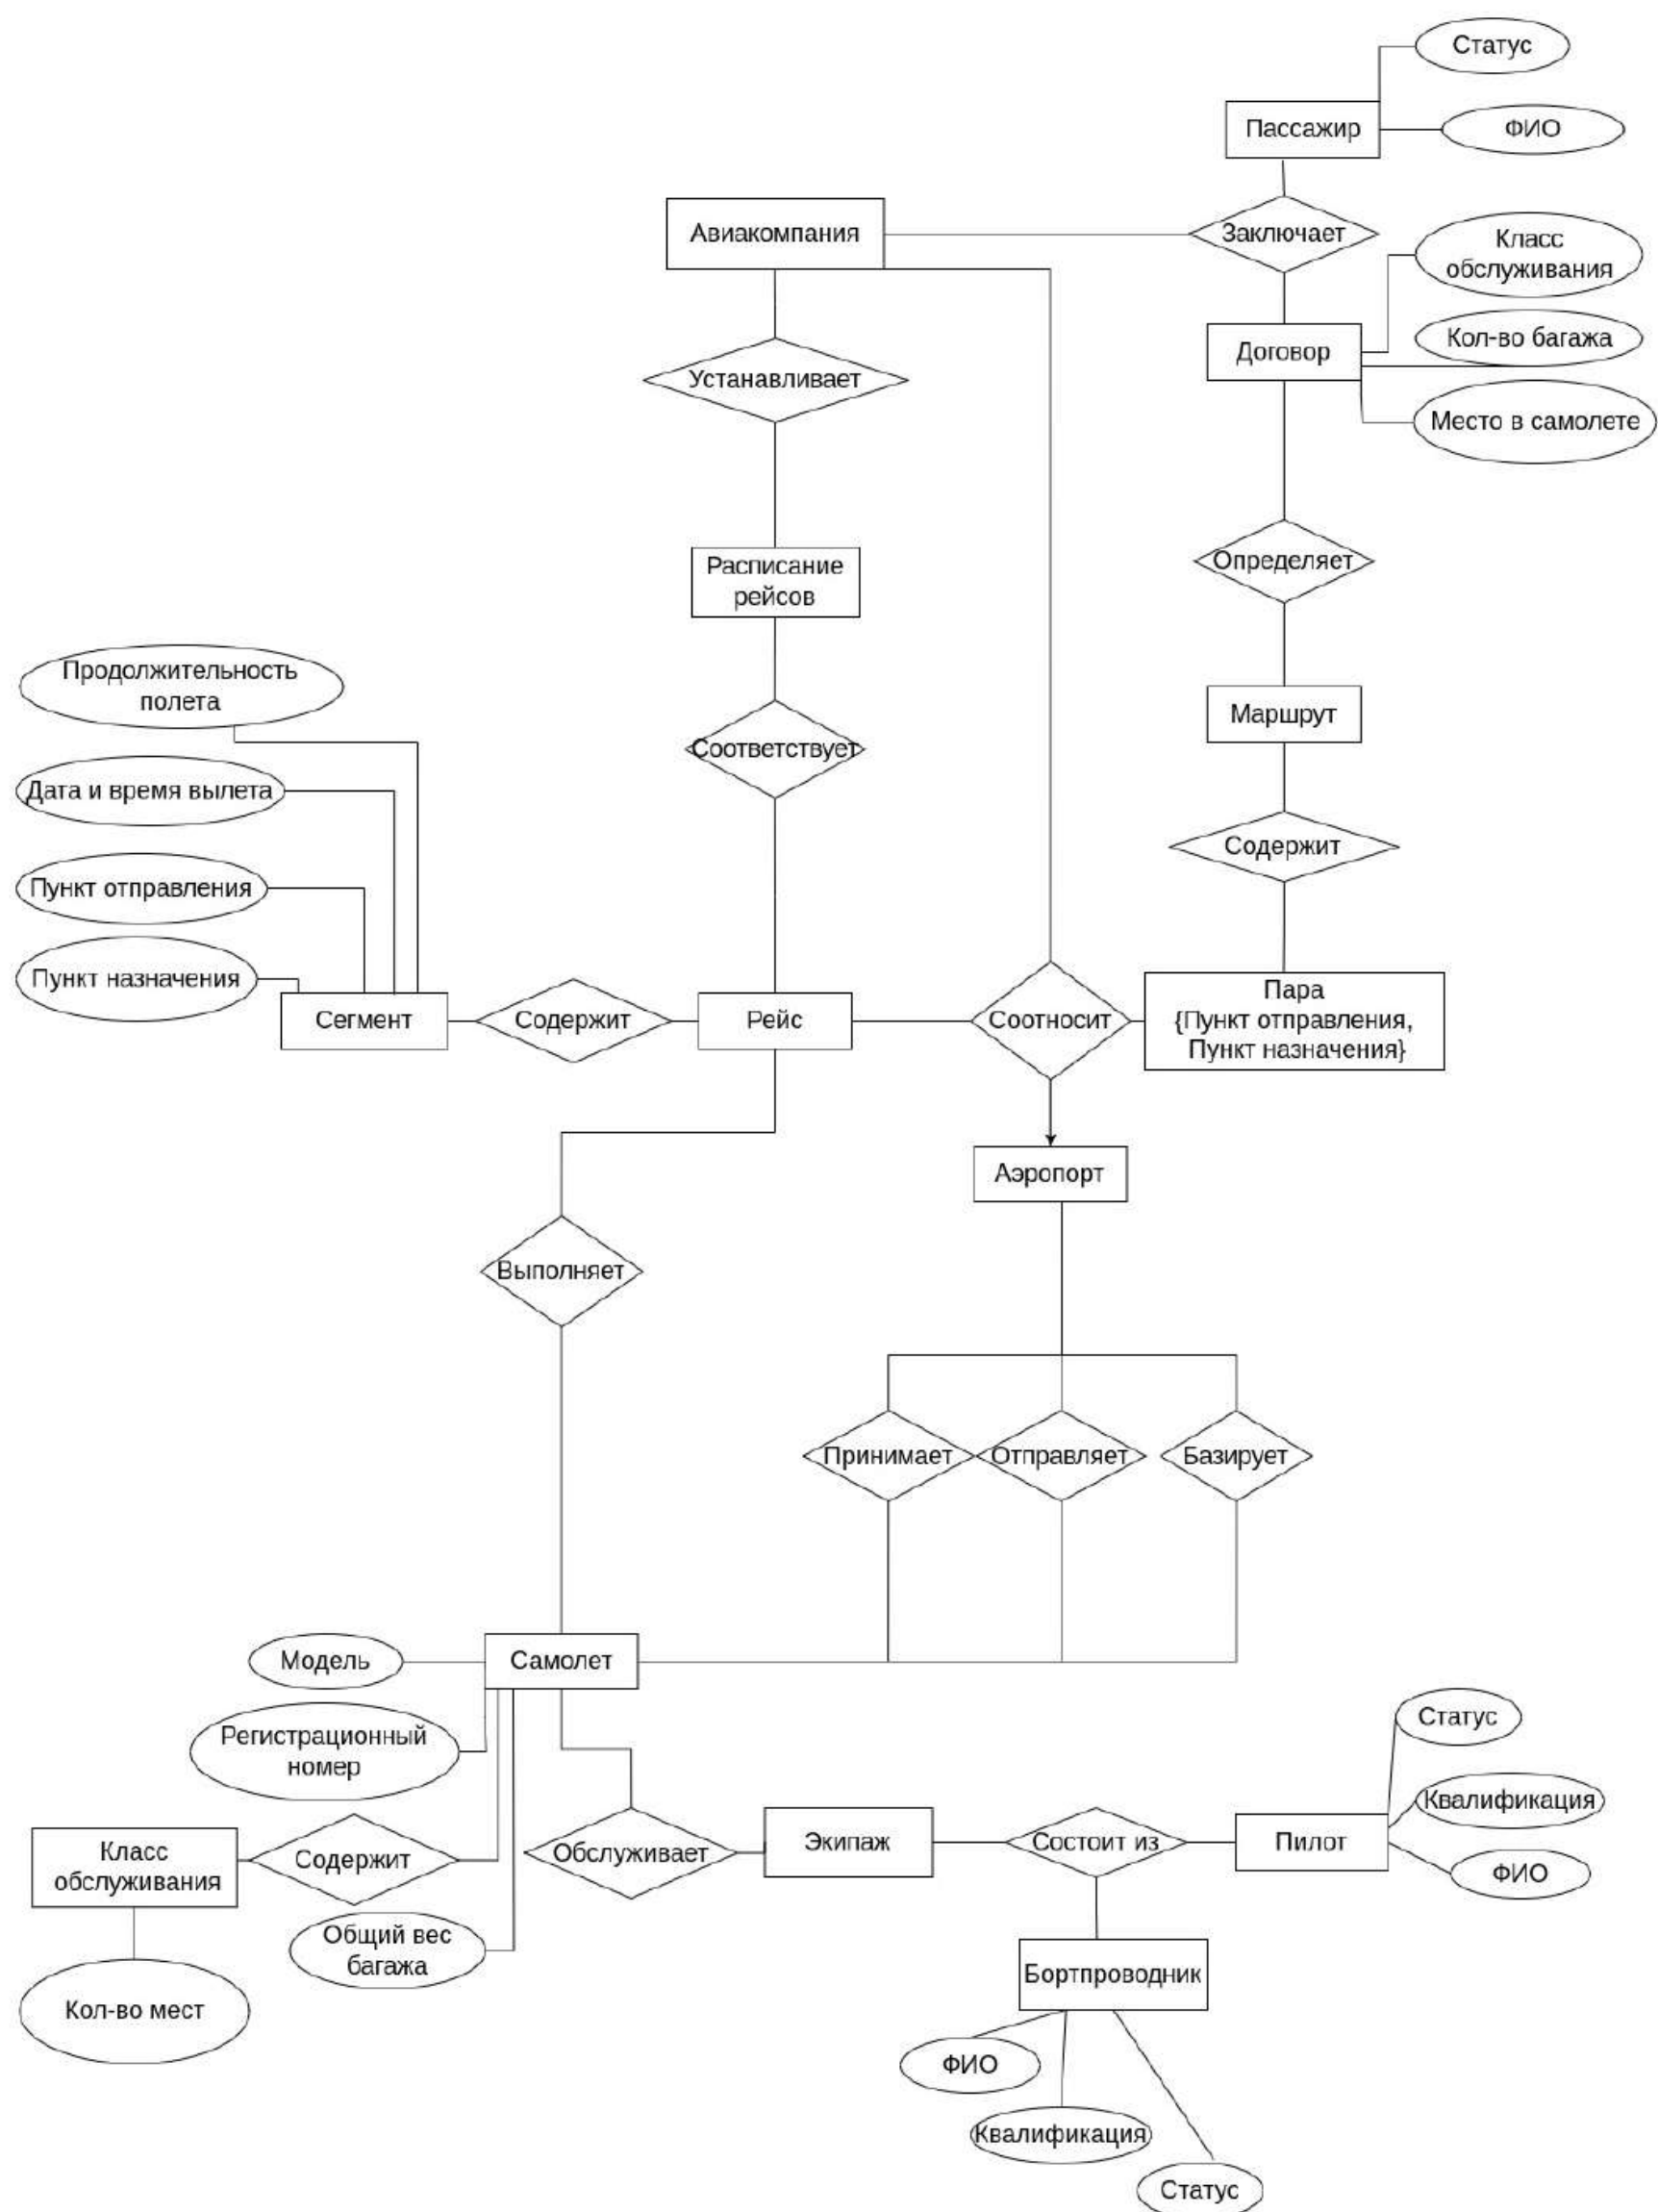 Статус
Пассажир
ФИО
Авиакомпания
Заключает
Класс
обслуживания
Кол-во багажа
Договор
Устанавливает
Место в самолете
Определяет
Расписание
рейсов
Продолжительность
полета
Маршрут
Соответствует
Дата и время вылета
Содержит
Пункт отправления
Пункт назначения
Сегмент
Содержит
Рейс
Соотносит
Пара
{Пункт отправления,
Пункт назначения}
Аэропорт
Выполняет
Принимает
Отправляет
Базирует
Модель
Самолет
Регистрационный
номер
Статус
Квалификация
Класс
обслуживания
Содержит
Обслуживает
Экипаж
Состоит из
Пилот
ФИО
Общий вес
багажа
Бортпроводник
Кол-во мест
ФИО
Квалификация
Статус